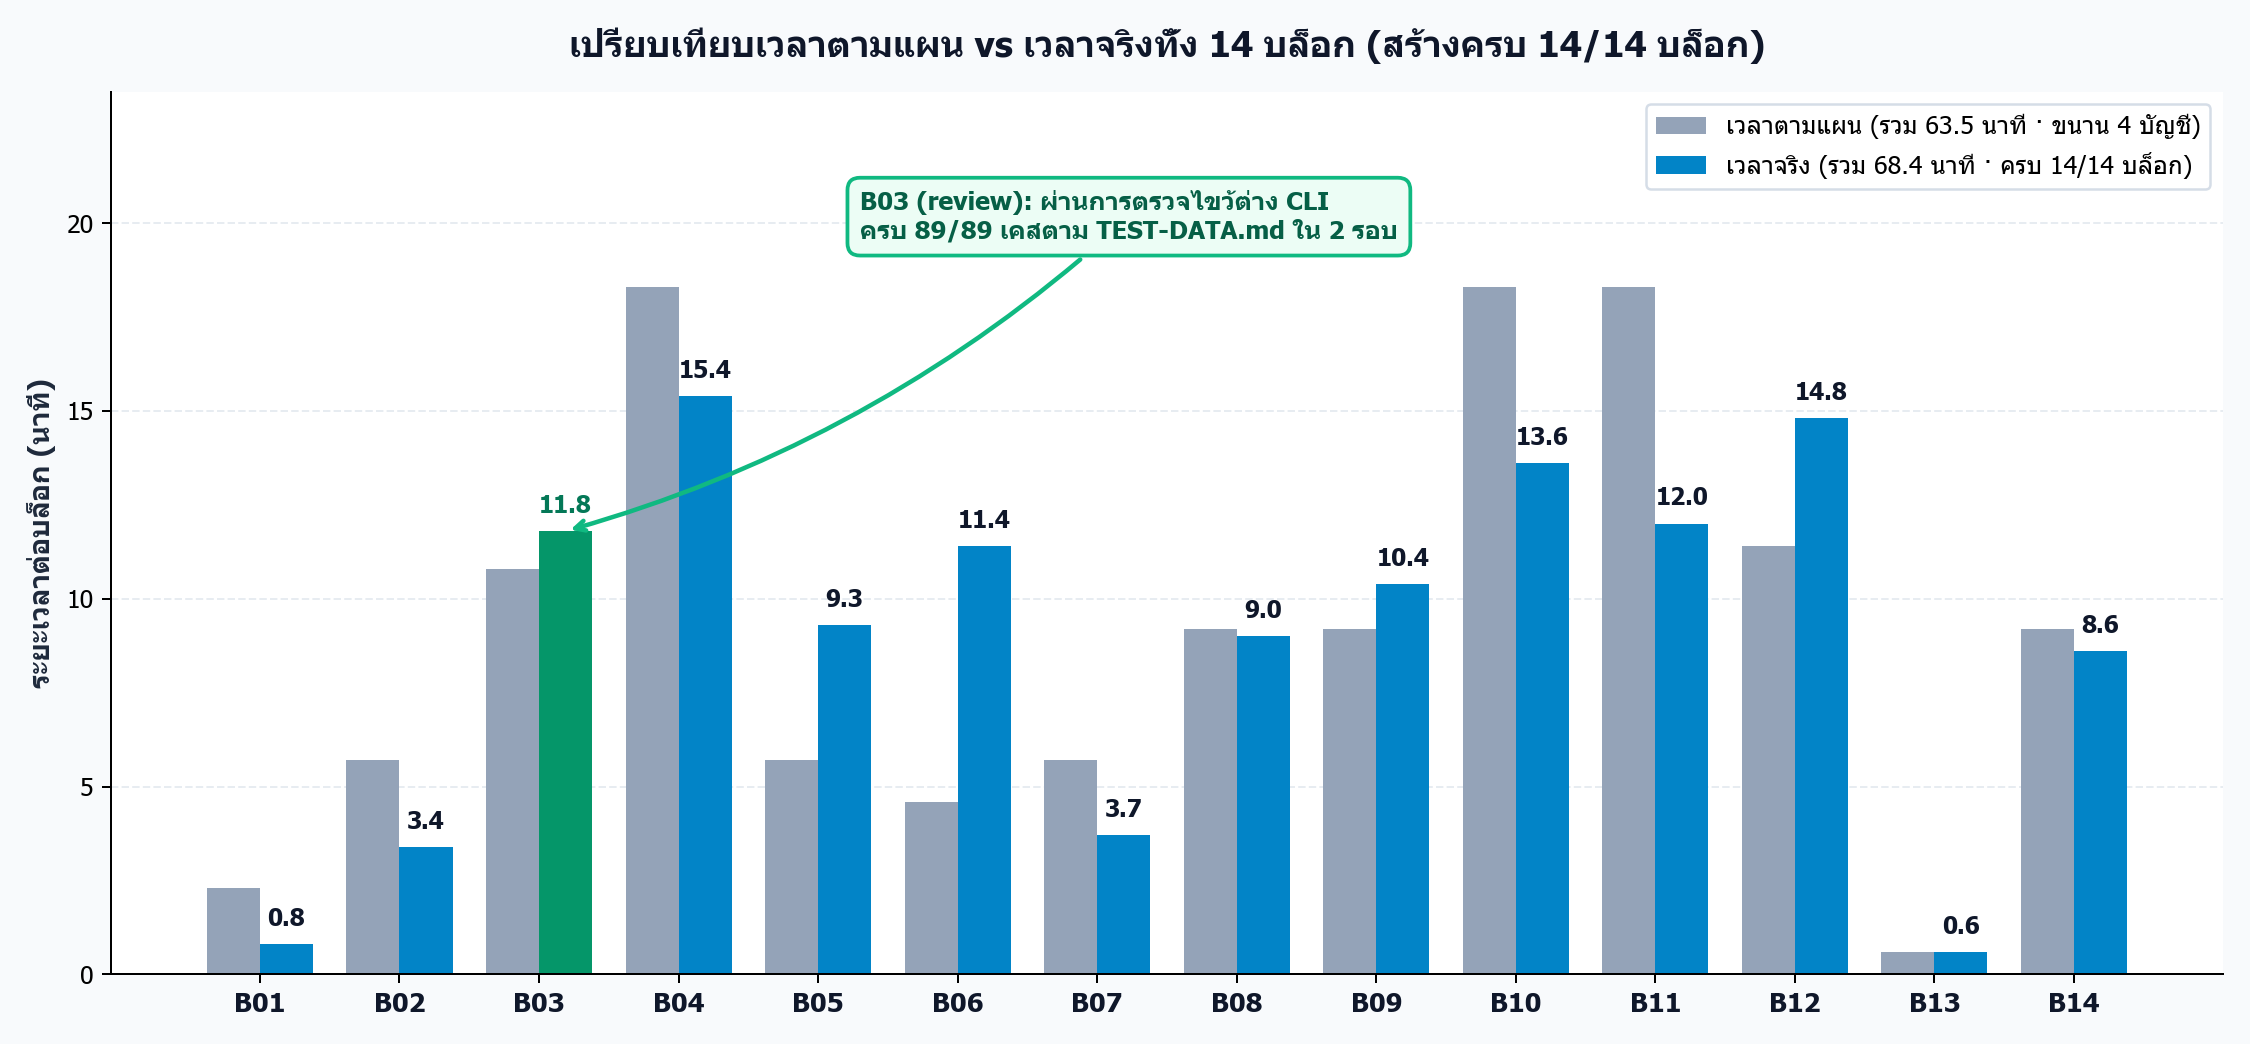 เปรียบเทียบเวลาตามแผน vs เวลาจริงทั้ง 14 บล็อก (สร้างครบ 14/14 บล็อก)
เวลาตามแผน (รวม 63.5 นาที · ขนาน 4 บัญชี)
เวลาจริง (รวม 68.4 นาที · ครบ 14/14 บล็อก)
B03 (review): ผ่านการตรวจไขว้ต่าง CLI
ครบ 89/89 เคสตาม TEST-DATA.md ใน 2 รอบ
ระยะเวลาต่อบล็อก (นาที)
20
15
10
5
0
0.8
3.4
11.8
15.4
9.3
11.4
3.7
9.0
10.4
13.6
12.0
14.8
0.6
8.6
B01
B02
B03
B04
B05
B06
B07
B08
B09
B10
B11
B12
B13
B14